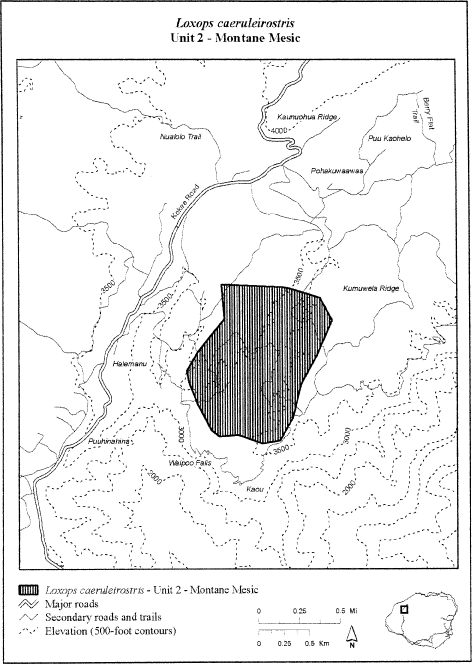 Loxops caeruleirostris
Unit 2 - Montane Mesic
Kaunuohua Ridge
4000
Berry Flat Trail
Nualolo Trail
Puu Kaohelo
Pohakuwaawaa
Kokee Road
3500
3500
3500
Kumuwela Ridge
Halemanu
3000
3000
Puuhinahina
3500
Waipoo Falls
2000
2000
Kaou
Loxops caeruleirostris - Unit 2 - Montane Mesic
Major roads
Secondary roads and trails
Elevation (500-foot contours)
0 0.25 0.5 Mi
0 0.25 0.5 Km
N